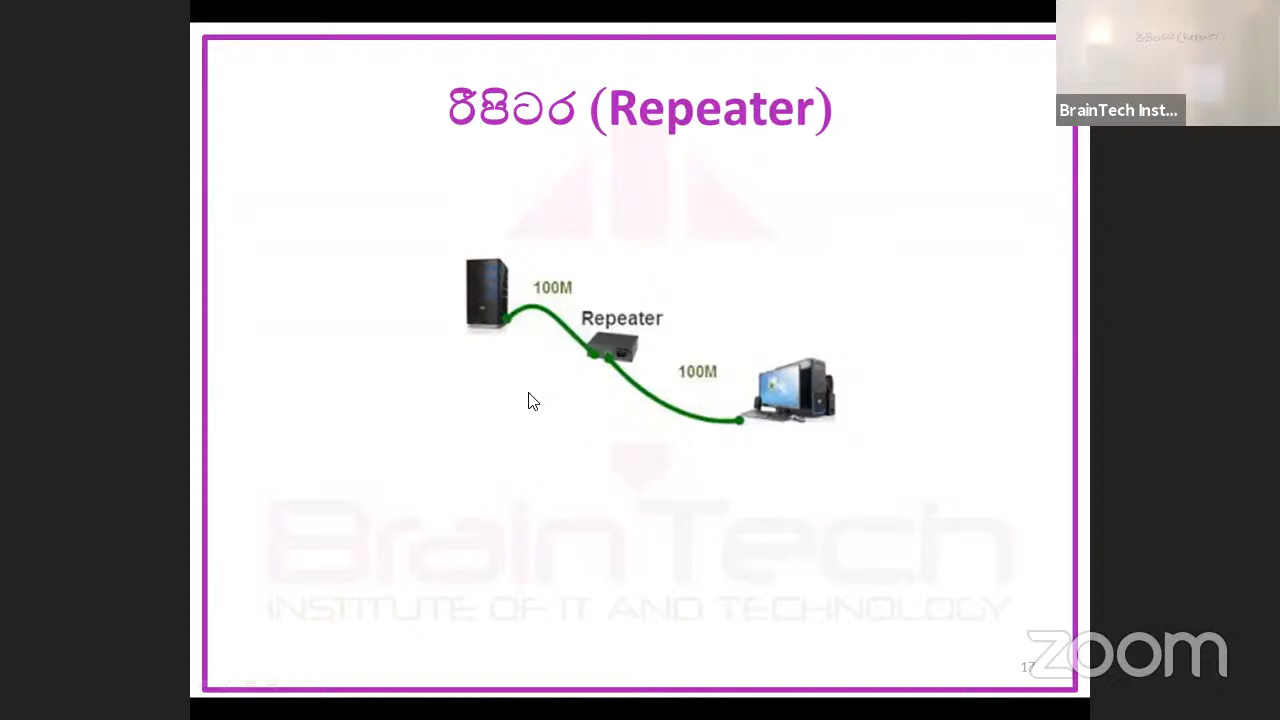 රීපිටර (Repeater)
BrainTech Inst...
100M
Repeater
100M
BrainTech
INSTITUTE OF IT AND TECHNOLOGY
17
zoom